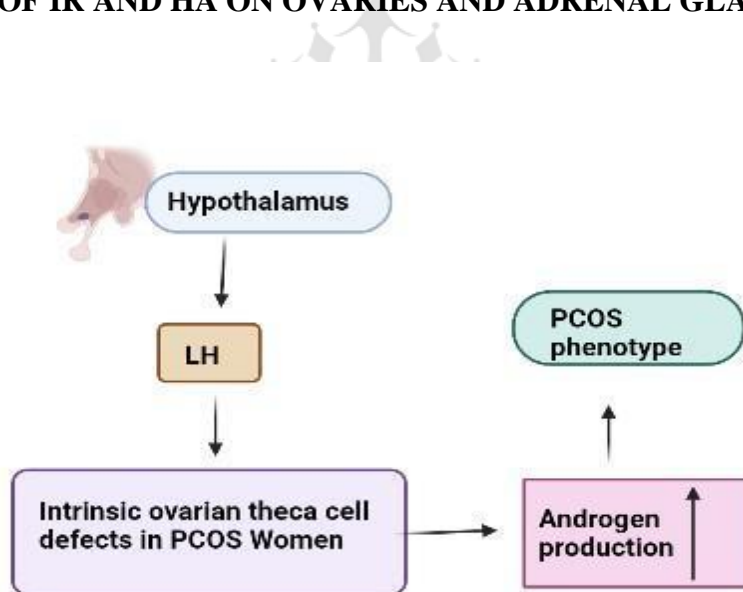 OF IR AND HA ON OVARIES AND ADRENAL
Hypothalamus
LH
PCOS
phenotype
Intrinsic ovarian theca cell
defects in PCOS Women
Androgen
production